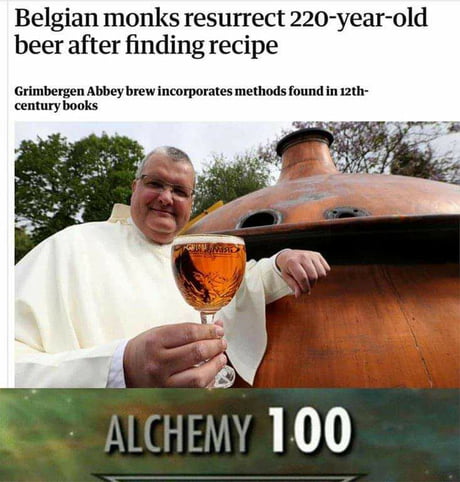 Belgian monks resurrect 220-year-old
beer after finding recipe
Grimbergen Abbey brew incorporates methods found in 12th-
century books
ALCHEMY 100